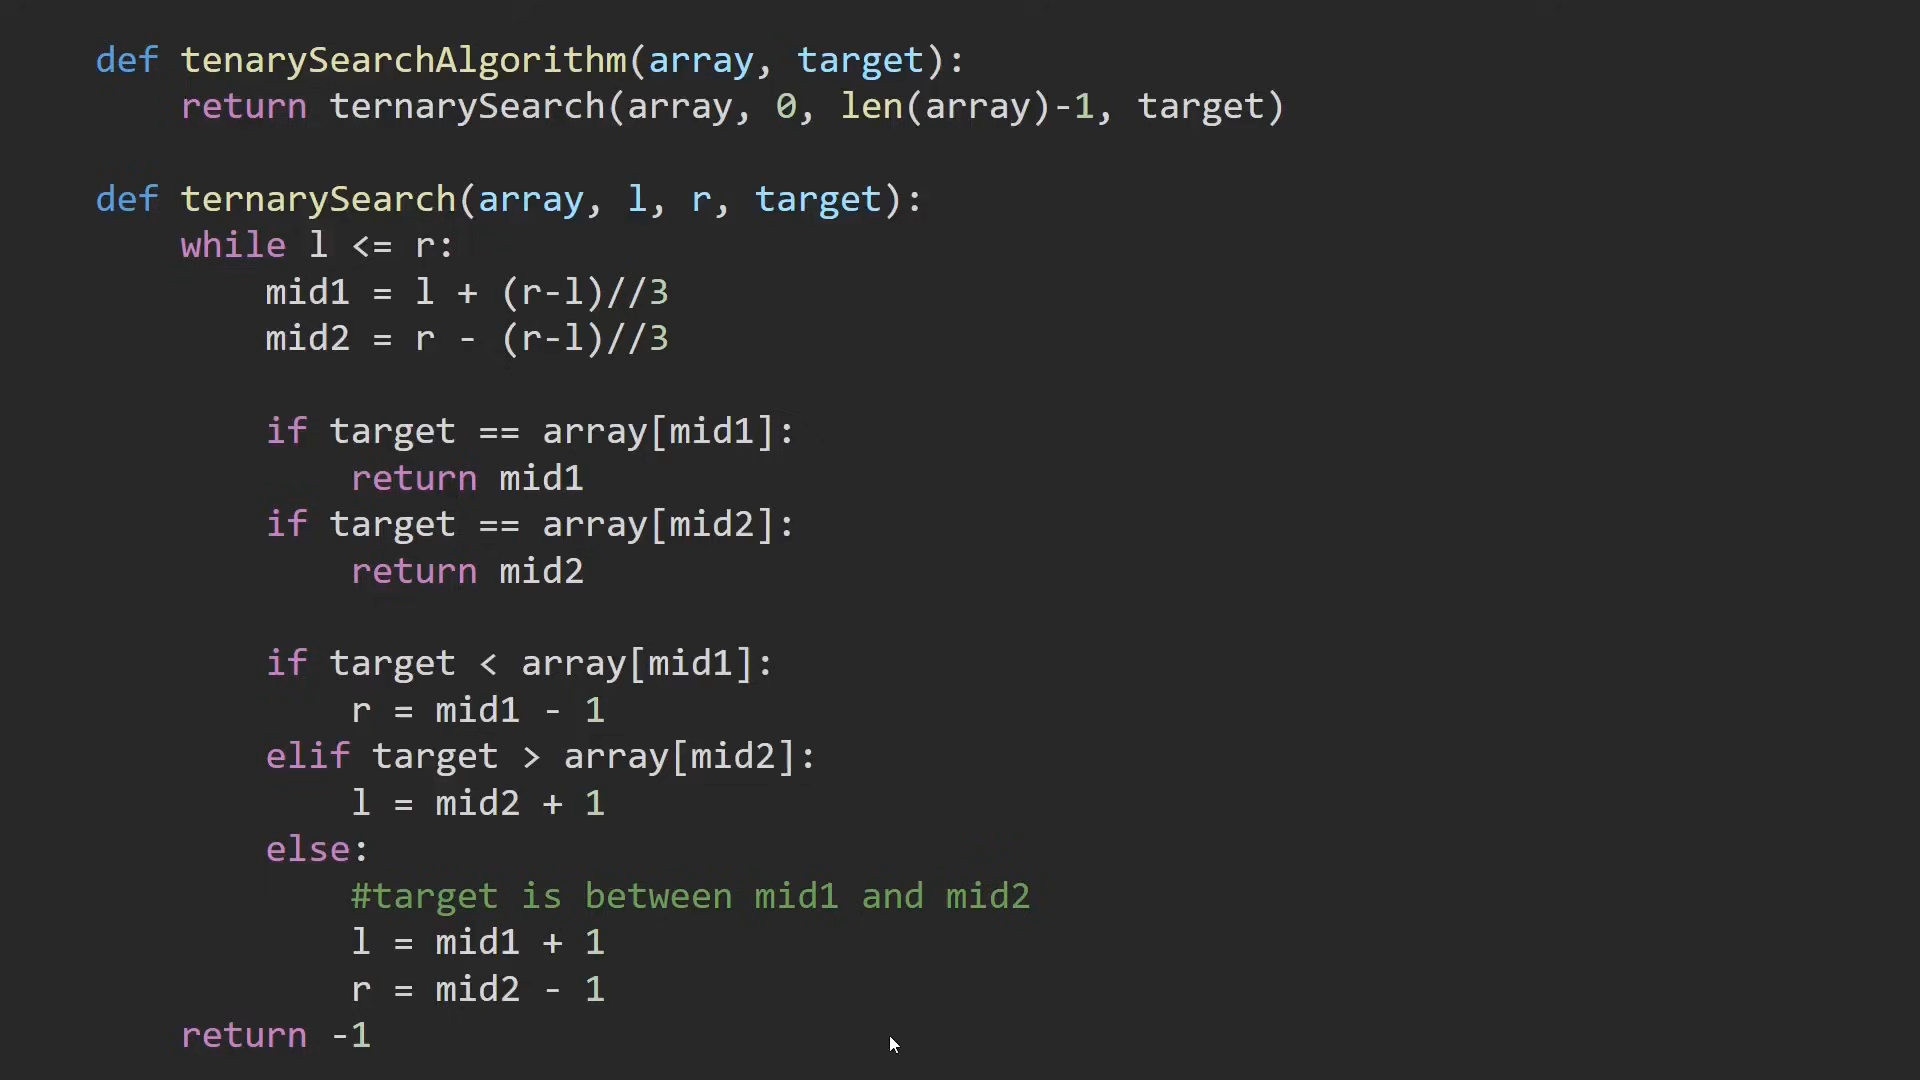 def tenarySearchAlgorithm(array, target):
    return ternarySearch(array, 0, len(array)-1, target)
def ternarySearch(array, l, r, target):
    while l <= r:
        mid1 = l + (r-l)//3
        mid2 = r - (r-l)//3
        if target == array[mid1]:
            return mid1
        if target == array[mid2]:
            return mid2
        if target < array[mid1]:
            r = mid1 - 1
        elif target > array[mid2]:
            l = mid2 + 1
        else:
            #target is between mid1 and mid2
            l = mid1 + 1
            r = mid2 - 1
    return -1